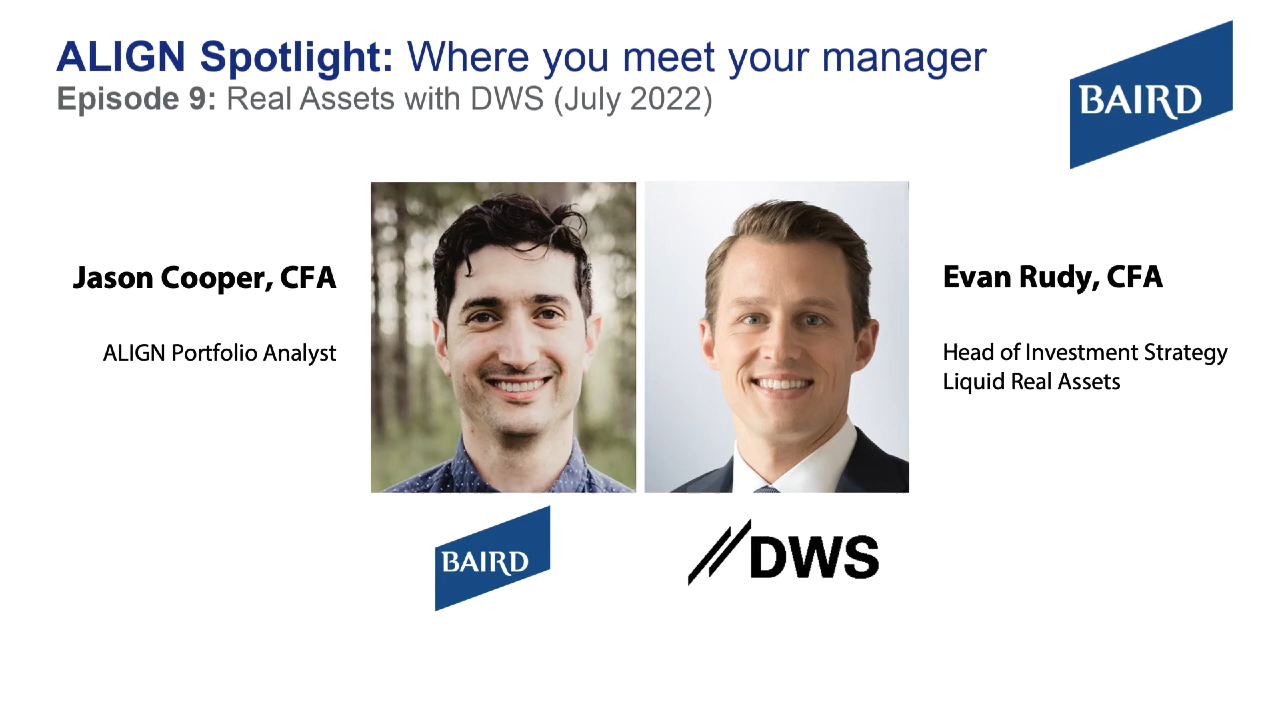 ALIGN Spotlight: Where you meet your manager
Episode 9: Real Assets with DWS (July 2022)
BAIRD
Jason Cooper, CFA
ALIGN Portfolio Analyst
Evan Rudy, CFA
Head of Investment Strategy
Liquid Real Assets
BAIRD
DWS